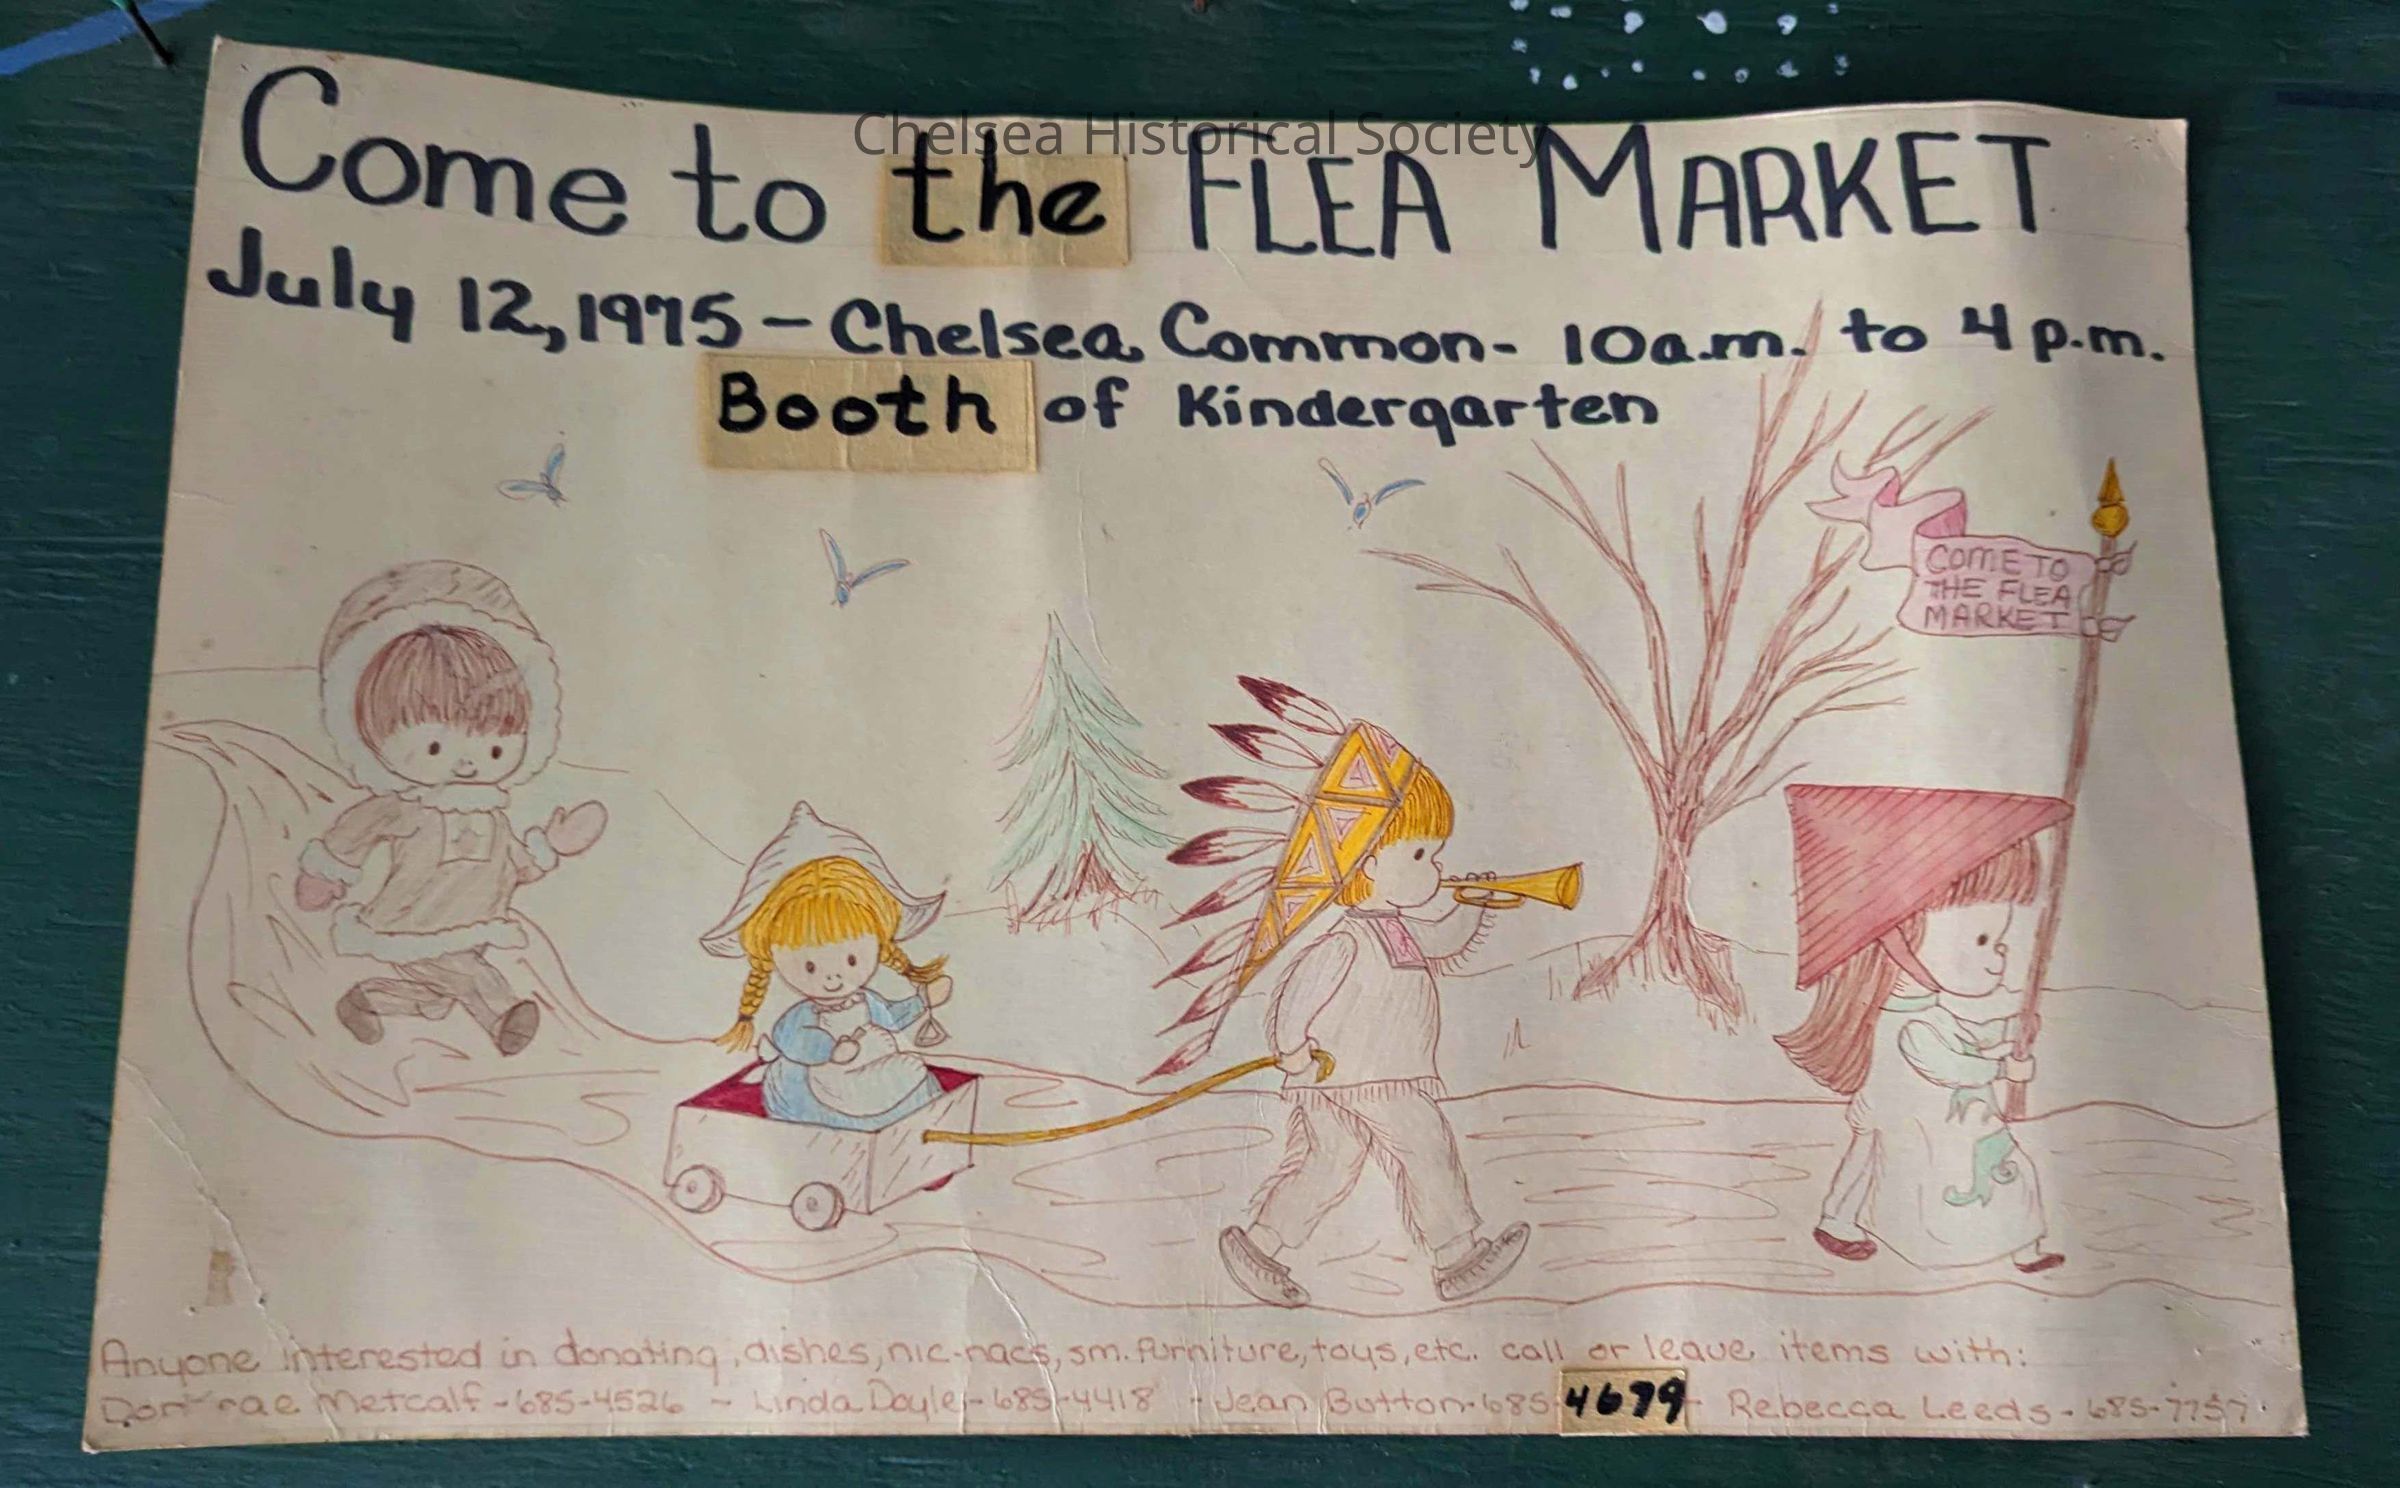 Chelsea Historical Society
Come to the FLEA MARKET
July 12, 1975 - Chelsea Common - 10 a.m. to 4 p.m.
Booth of Kindergarten
COME TO
THE FLEA
MARKET
Anyone interested in donating, dishes, nic-nacs, sm. furniture, toys, etc. call or leave items with:
Metcalf - 685-4526 - Linda Doyle - 685-4418 - Jean Button - 685-4679 - Rebecca Leeds - 685-7757.